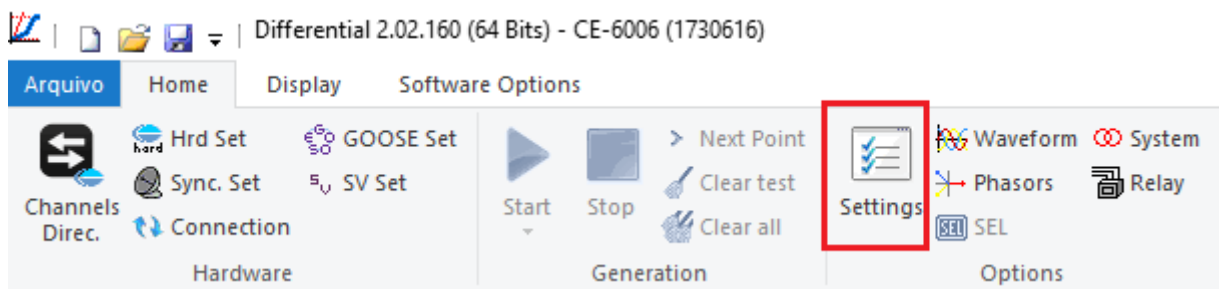 Differential 2.02.160 (64 Bits) - CE-6006 (1730616)
Arquivo Home Display Software Options
hard Hrd Set GOOSE Set Next Point Waveform System
Sync. Set SV Set Clear test Phasors Relay
Channels Direc. Connection Start Stop Clear all Settings SEL SEL
Hardware Generation Options